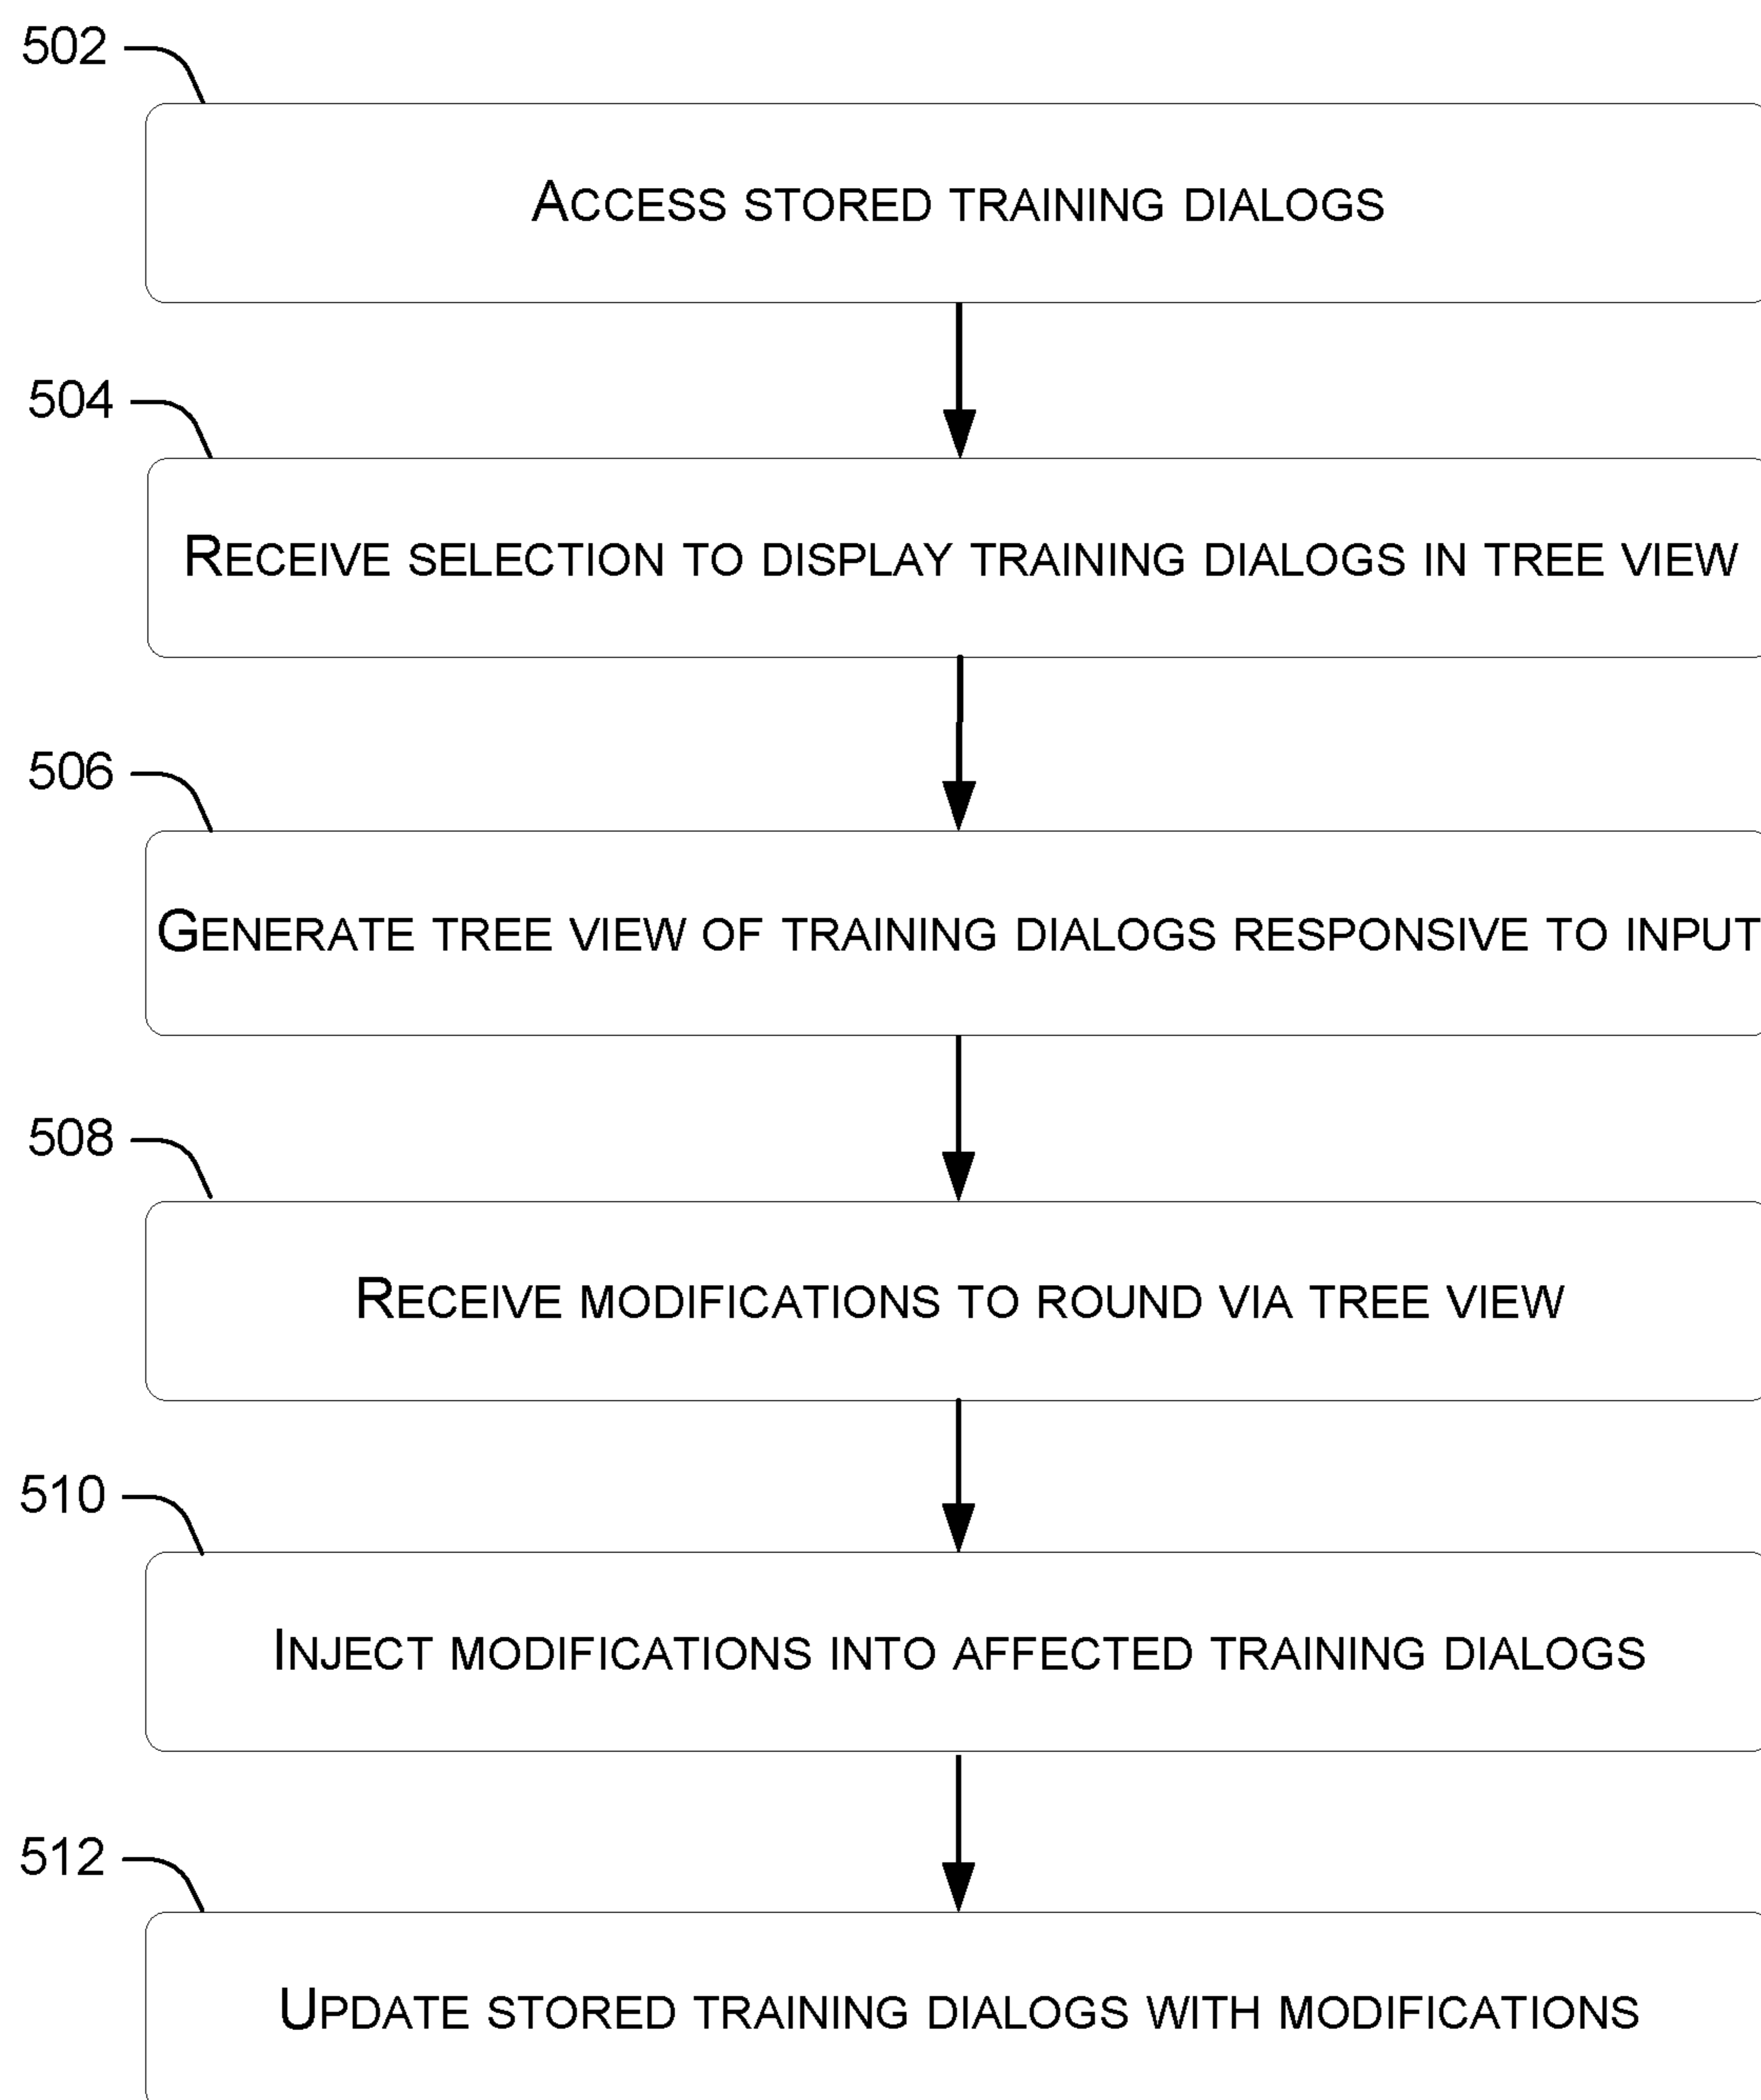 502
ACCESS STORED TRAINING DIALOGS
504
RECEIVE SELECTION TO DISPLAY TRAINING DIALOGS IN TREE VIEW
506
GENERATE TREE VIEW OF TRAINING DIALOGS RESPONSIVE TO INPUT
508
RECEIVE MODIFICATIONS TO ROUND VIA TREE VIEW
510
INJECT MODIFICATIONS INTO AFFECTED TRAINING DIALOGS
512
UPDATE STORED TRAINING DIALOGS WITH MODIFICATIONS